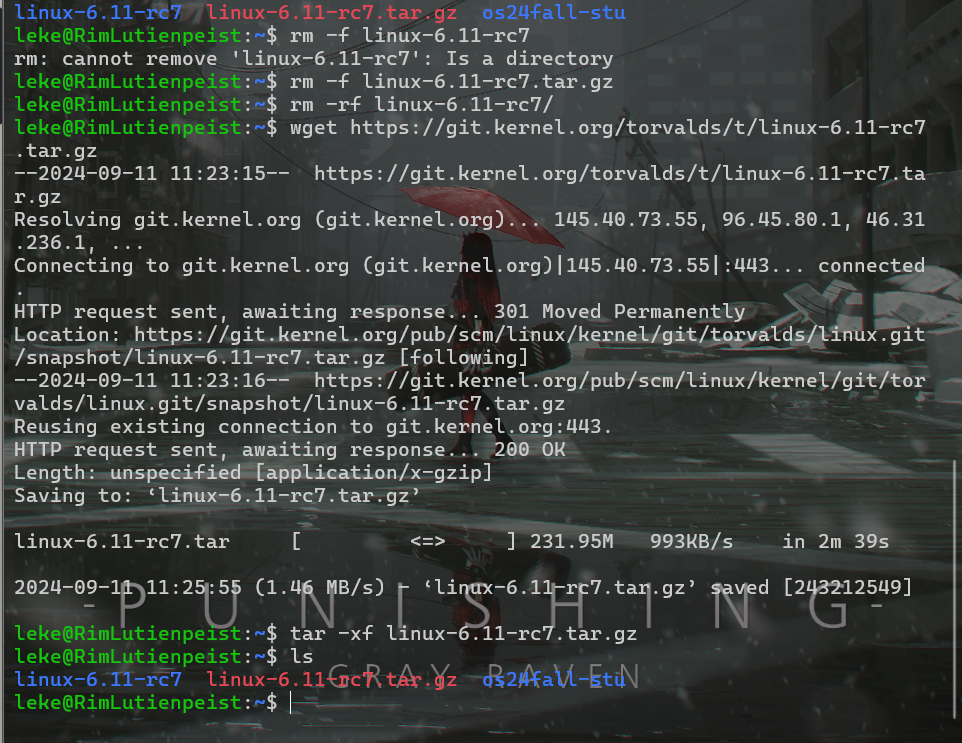 linux-6.11-rc7  linux-6.11-rc7.tar.gz  os24fall-stu
leke@RimLutienpeist:~$ rm -f linux-6.11-rc7
rm: cannot remove 'linux-6.11-rc7': Is a directory
leke@RimLutienpeist:~$ rm -f linux-6.11-rc7.tar.gz
leke@RimLutienpeist:~$ rm -rf linux-6.11-rc7/
leke@RimLutienpeist:~$ wget https://git.kernel.org/torvalds/t/linux-6.11-rc7
.tar.gz
--2024-09-11 11:23:15--  https://git.kernel.org/torvalds/t/linux-6.11-rc7.ta
r.gz
Resolving git.kernel.org (git.kernel.org)... 145.40.73.55, 96.45.80.1, 46.31
.236.1, ...
Connecting to git.kernel.org (git.kernel.org)|145.40.73.55|:443... connected
.
HTTP request sent, awaiting response... 301 Moved Permanently
Location: https://git.kernel.org/pub/scm/linux/kernel/git/torvalds/linux.git
/snapshot/linux-6.11-rc7.tar.gz [following]
--2024-09-11 11:23:16--  https://git.kernel.org/pub/scm/linux/kernel/git/tor
valds/linux.git/snapshot/linux-6.11-rc7.tar.gz
Reusing existing connection to git.kernel.org:443.
HTTP request sent, awaiting response... 200 OK
Length: unspecified [application/x-gzip]
Saving to: ‘linux-6.11-rc7.tar.gz’
linux-6.11-rc7.tar     [         <=>     ] 231.95M   993KB/s    in 2m 39s
2024-09-11 11:25:55 (1.46 MB/s) - ‘linux-6.11-rc7.tar.gz’ saved [243212549]
-PUNISHING-
leke@RimLutienpeist:~$ tar -xf linux-6.11-rc7.tar.gz
leke@RimLutienpeist:~$ ls
linux-6.11-rc7  linux-6.11-rc7.tar.gz  os24fall-stu
GRAY RAVEN
leke@RimLutienpeist:~$